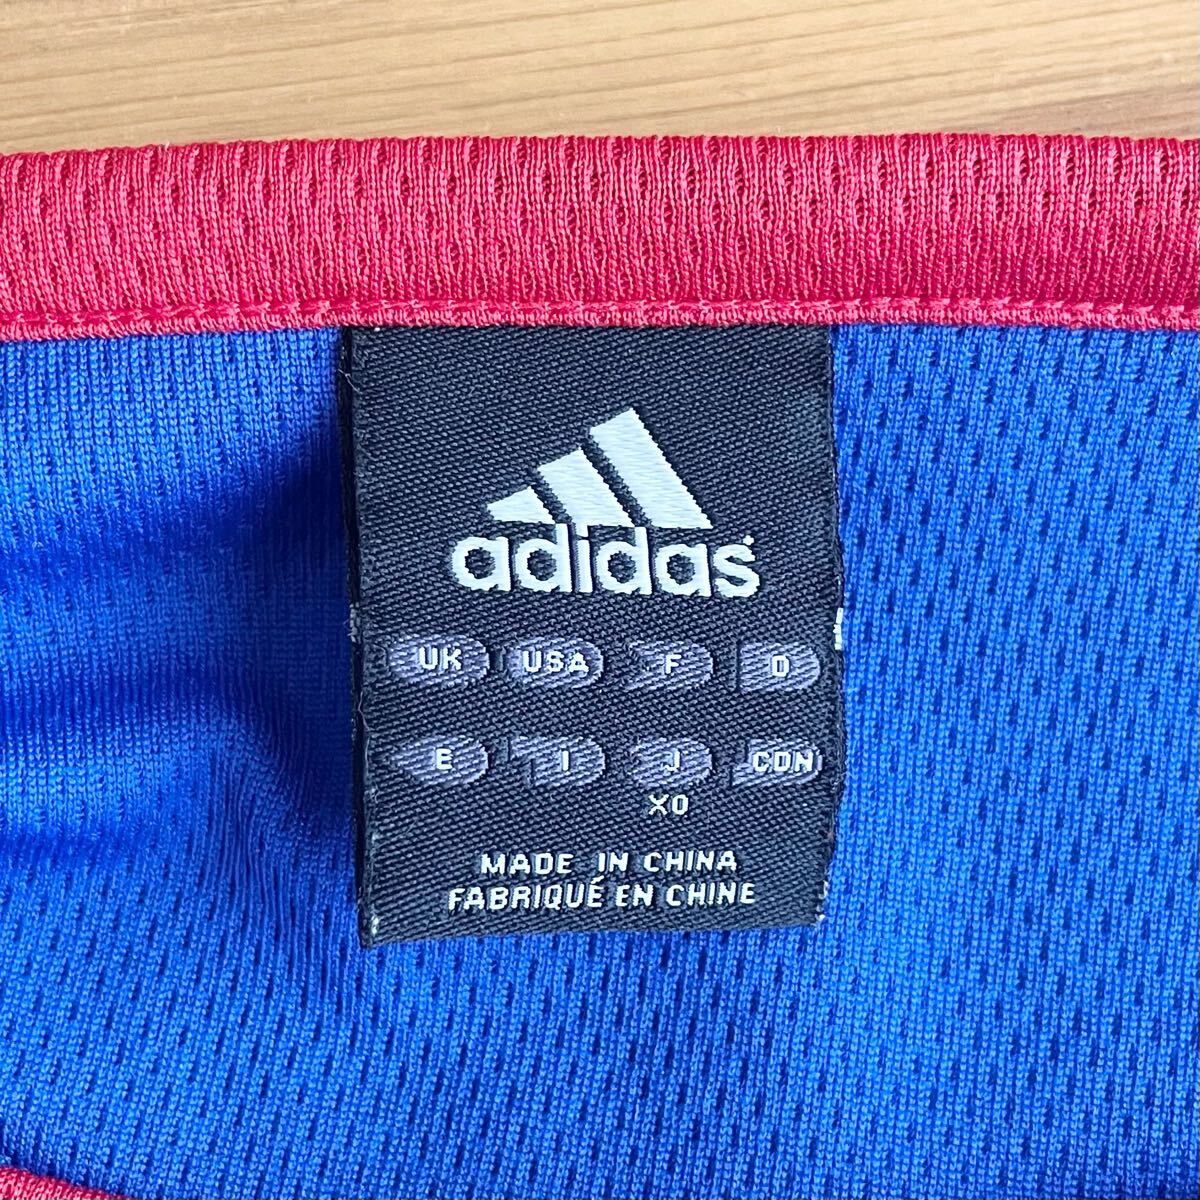 adidas
UK USA F D
E I J CDN
XO
MADE IN CHINA
FABRIQUÉ EN CHINE